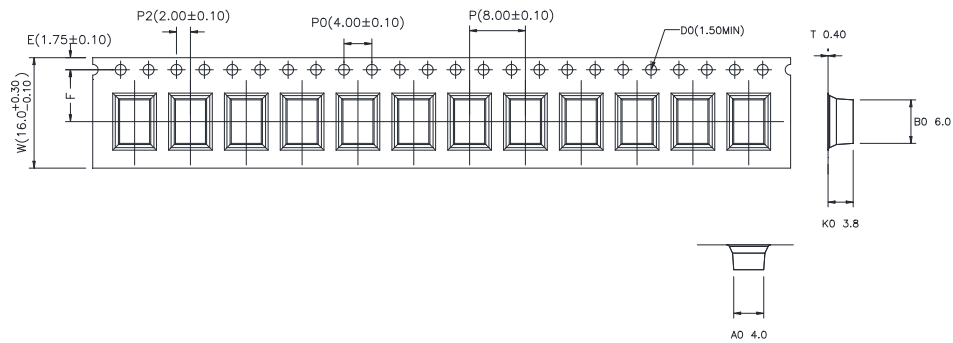 P2(2.00±0.10)
P0(4.00±0.10)
P(8.00±0.10)
E(1.75±0.10)
D0(1.50MIN)
T 0.40
F
W(16.0+0.30-0.10)
B0 6.0
K0 3.8
A0 4.0